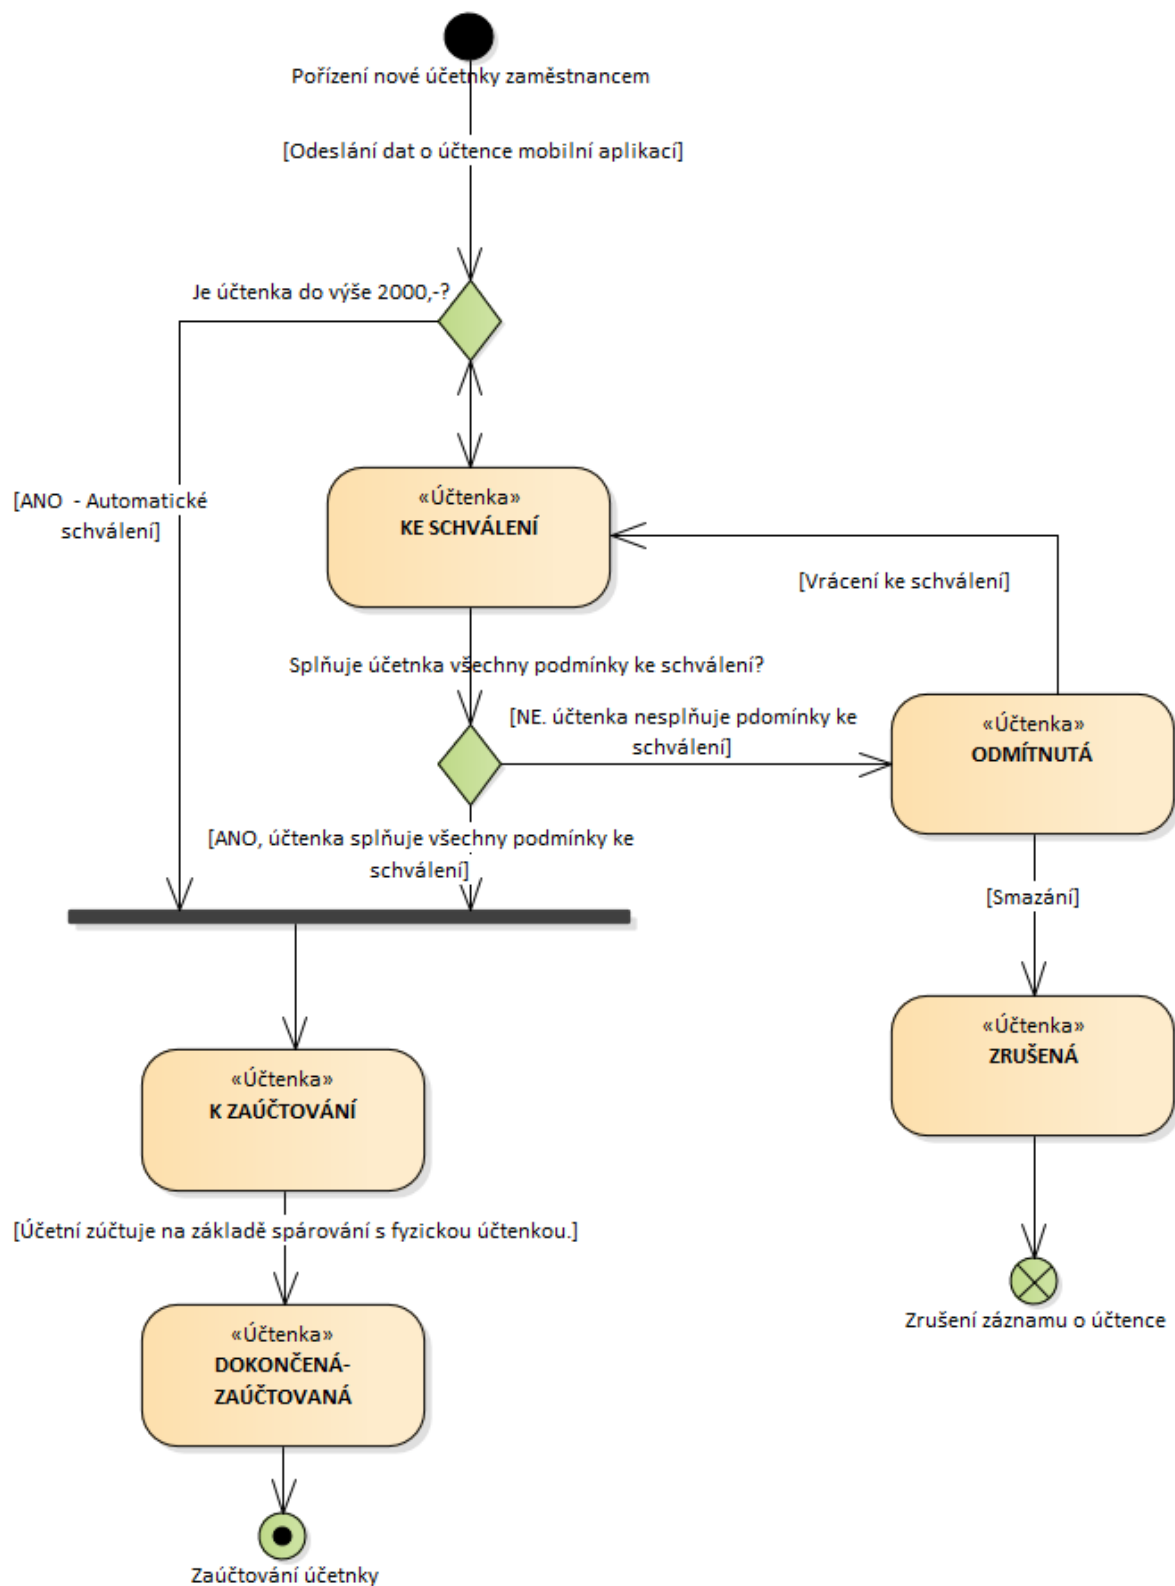 Pořízení nové účetnky zaměstnancem
[Odeslání dat o účtence mobilní aplikací]
Je účtenka do výše 2000,-?
[ANO  - Automatické
schválení]
«Účtenka»
KE SCHVÁLENÍ
[Vrácení ke schválení]
Splňuje účetnka všechny podmínky ke schválení?
[NE. účtenka nesplňuje pdomínky ke
schválení]
«Účtenka»
ODMÍTNUTÁ
[ANO, účtenka splňuje všechny podmínky ke
schválení]
[Smazání]
«Účtenka»
ZRUŠENÁ
«Účtenka»
K ZAÚČTOVÁNÍ
[Účetní zúčtuje na základě spárování s fyzickou účtenkou.]
Zrušení záznamu o účtence
«Účtenka»
DOKONČENÁ-
ZAÚČTOVANÁ
Zaúčtování účetnky